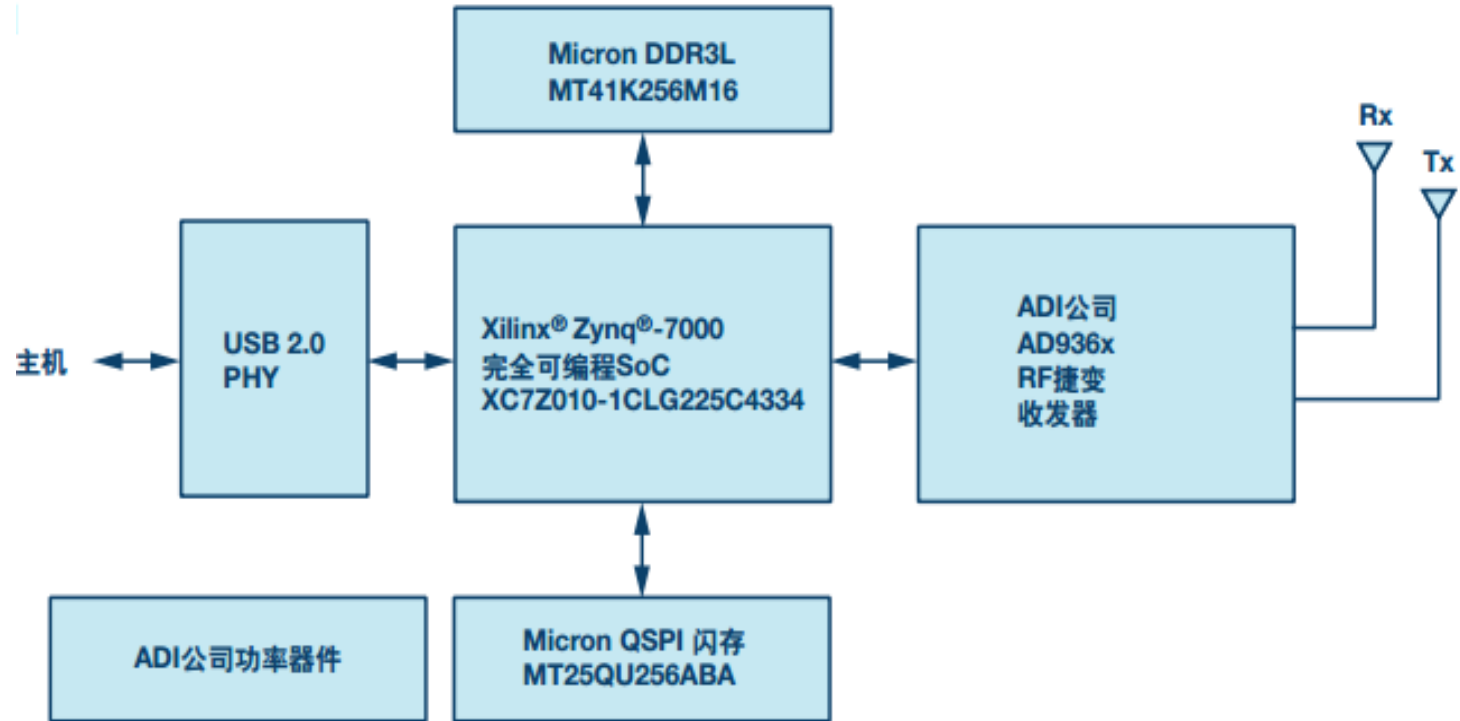 Micron DDR3L
MT41K256M16
Rx
Tx
主机
USB 2.0
PHY
Xilinx® Zynq®-7000
完全可编程SoC
XC7Z010-1CLG225C4334
ADI公司
AD936x
RF捷变
收发器
ADI公司功率器件
Micron QSPI 闪存
MT25QU256ABA